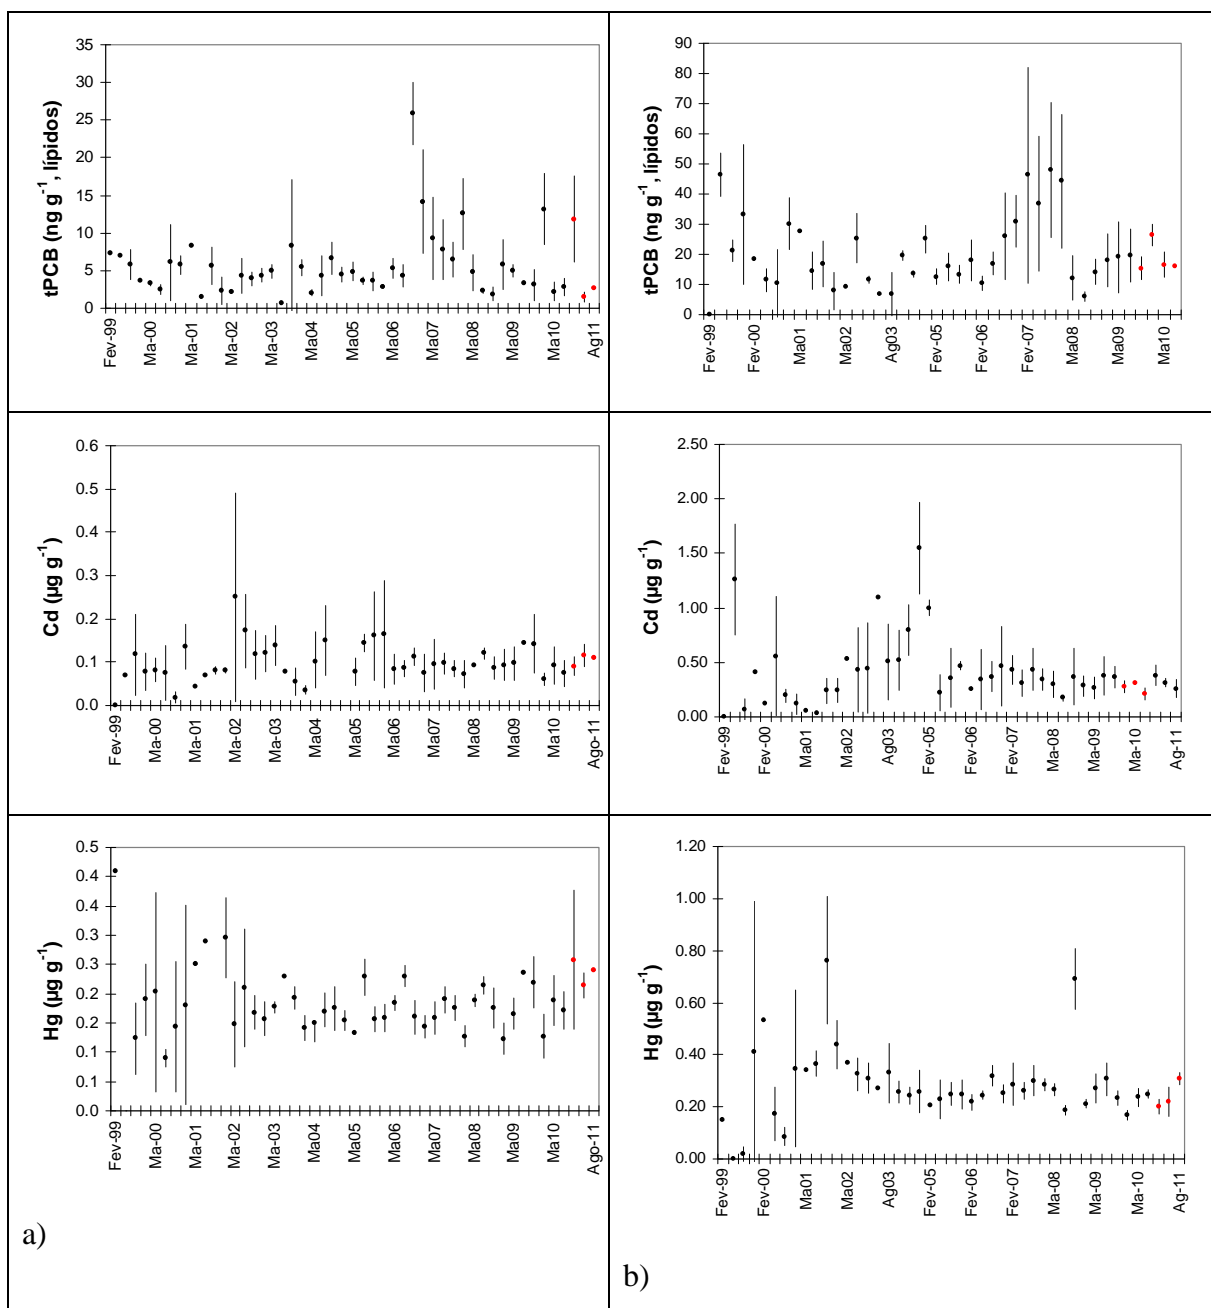 tPCB (ng g-1, lípidos)
35
30
25
20
15
10
5
0
Fev-99
Ma-00
Ma-01
Ma-02
Ma-03
Ma04
Ma05
Ma06
Ma07
Ma08
Ma09
Ma10
Ag11
tPCB (ng g-1, lípidos)
90
80
70
60
50
40
30
20
10
0
Fev-99
Fev-00
Ma01
Ma02
Ag03
Fev-05
Fev-06
Fev-07
Ma08
Ma09
Ma10
Cd (µg g-1)
0.6
0.5
0.4
0.3
0.2
0.1
0.0
Fev-99
Ma-00
Ma-01
Ma-02
Ma-03
Ma04
Ma05
Ma06
Ma07
Ma08
Ma09
Ma10
Ago-11
Cd (µg g-1)
2.50
2.00
1.50
1.00
0.50
0.00
Fev-99
Fev-00
Ma01
Ma02
Ag03
Fev-05
Fev-06
Fev-07
Ma-08
Ma-09
Ma-10
Ag-11
Hg (µg g-1)
0.5
0.4
0.4
0.3
0.3
0.2
0.2
0.1
0.1
0.0
Fev-99
Ma-00
Ma-01
Ma-02
Ma-03
Ma04
Ma05
Ma06
Ma07
Ma08
Ma09
Ma10
Ago-11
a)
Hg (µg g-1)
1.20
1.00
0.80
0.60
0.40
0.20
0.00
Fev-99
Fev-00
Ma01
Ma02
Ag03
Fev-05
Fev-06
Fev-07
Ma-08
Ma-09
Ma-10
Ag-11
b)